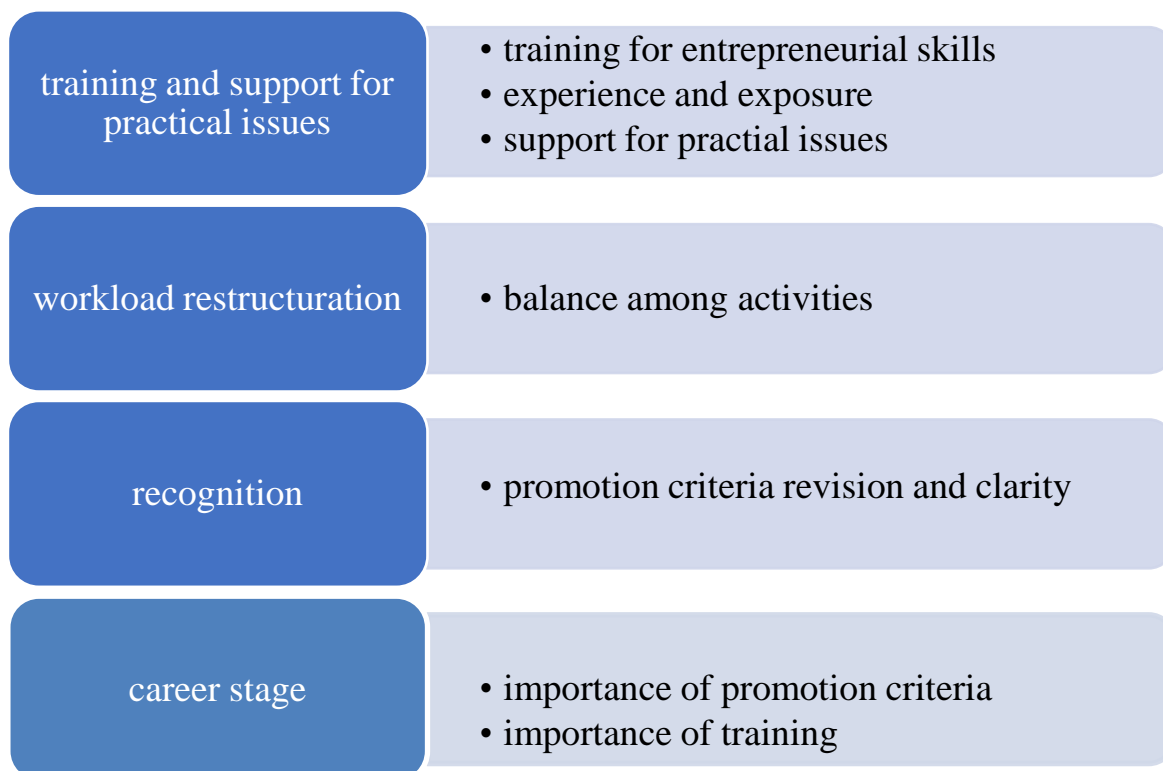 training and support for
practical issues
• training for entrepreneurial skills
• experience and exposure
• support for practial issues
workload restructuration
• balance among activities
recognition
• promotion criteria revision and clarity
career stage
• importance of promotion criteria
• importance of training